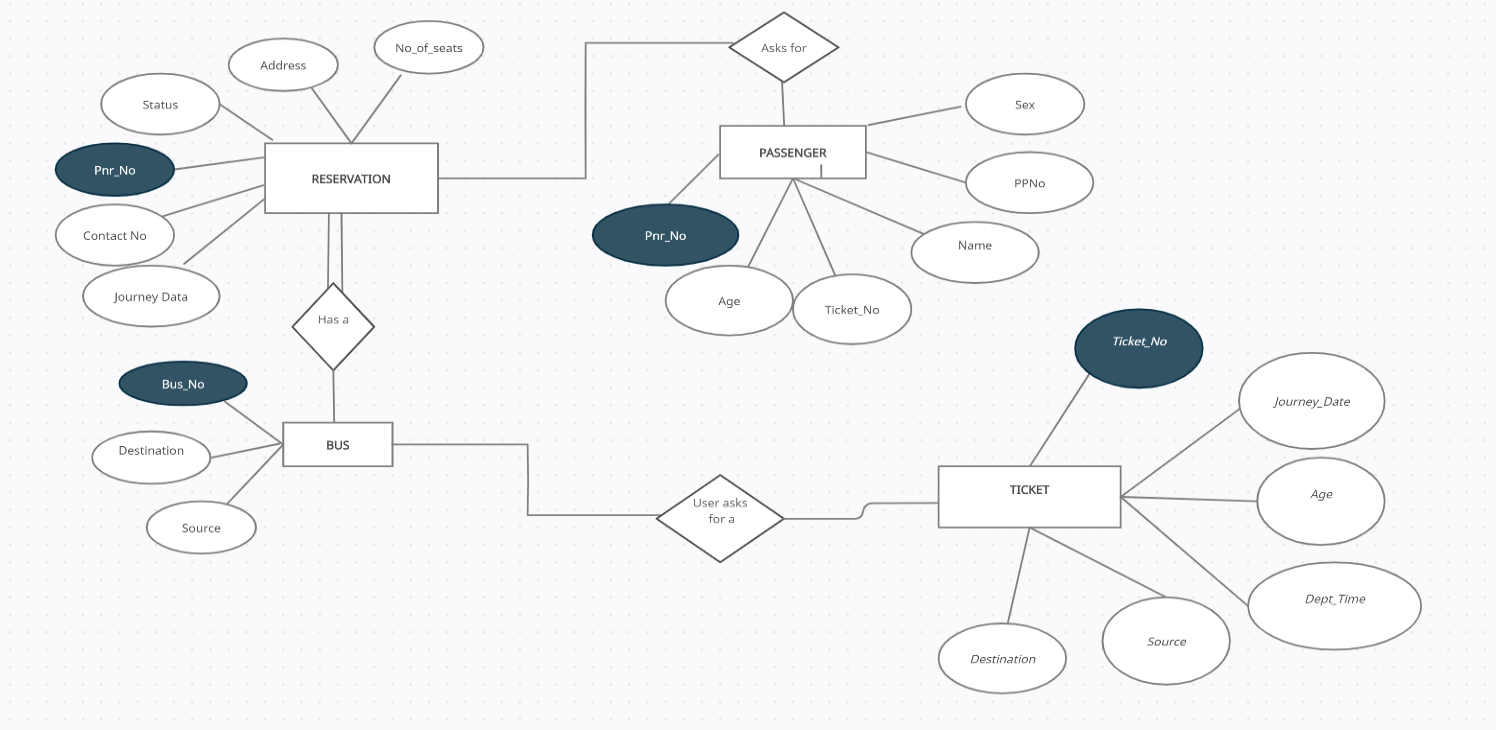 No_of_seats
Asks for
Address
Status
Sex
PASSENGER
Pnr_No
RESERVATION
PPNo
Contact No
Pnr_No
Name
Journey Data
Age
Ticket_No
Has a
Ticket_No
Bus_No
Journey_Date
BUS
Destination
TICKET
Age
User asks
for a
Source
Dept_Time
Source
Destination